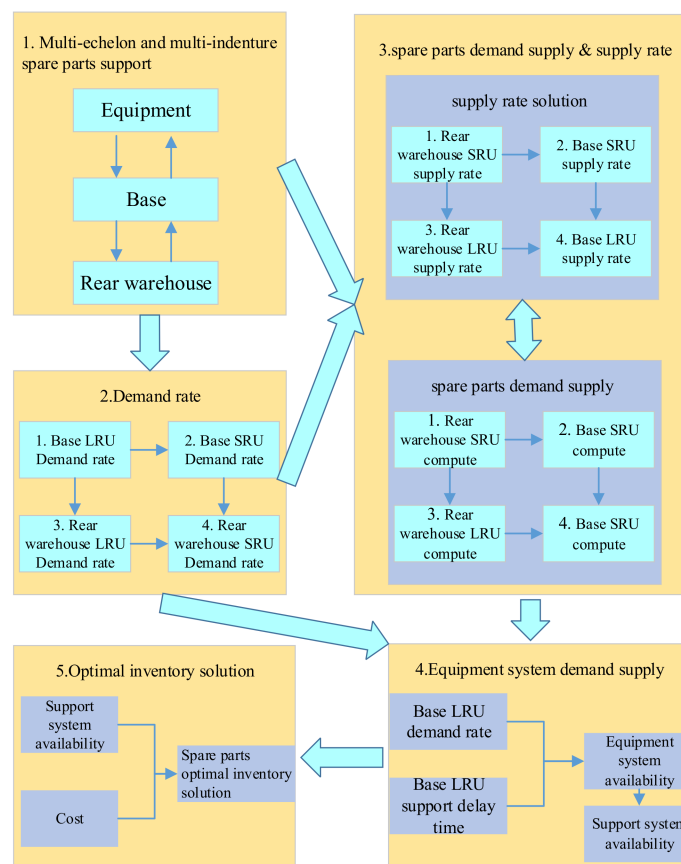 1. Multi-echelon and multi-indenture
spare parts support
Equipment
Base
Rear warehouse
2.Demand rate
1. Base LRU
Demand rate
2. Base SRU
Demand rate
3. Rear
warehouse LRU
Demand rate
4. Rear
warehouse SRU
Demand rate
3.spare parts demand supply & supply rate
supply rate solution
1. Rear
warehouse SRU
supply rate
2. Base SRU
supply rate
3. Rear
warehouse LRU
supply rate
4. Base LRU
supply rate
spare parts demand supply
1. Rear
warehouse SRU
compute
2. Base SRU
compute
3. Rear
warehouse LRU
compute
4. Base SRU
compute
4.Equipment system demand supply
Base LRU
demand rate
Base LRU
support delay
time
Equipment
system
availability
Support system
availability
5.Optimal inventory solution
Support
system
availability
Cost
Spare parts
optimal inventory
solution